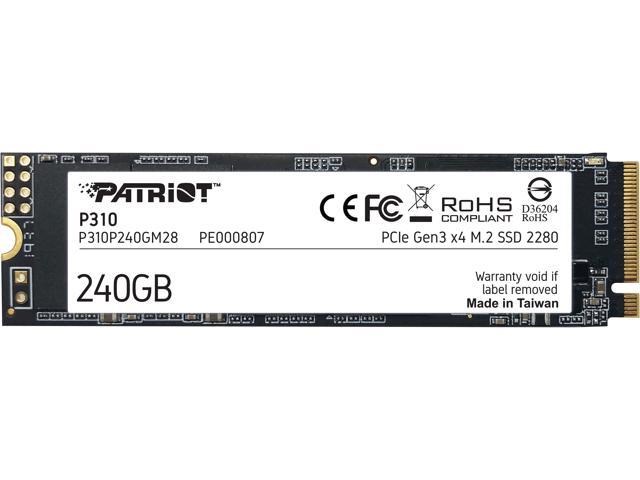 PATRIOT
P310
P310P240GM28 PE000807
240GB
CE FC RoHS
COMPLIANT
D36204
RoHS
PCIe Gen3 x4 M.2 SSD 2280
Warranty void if
label removed
Made in Taiwan